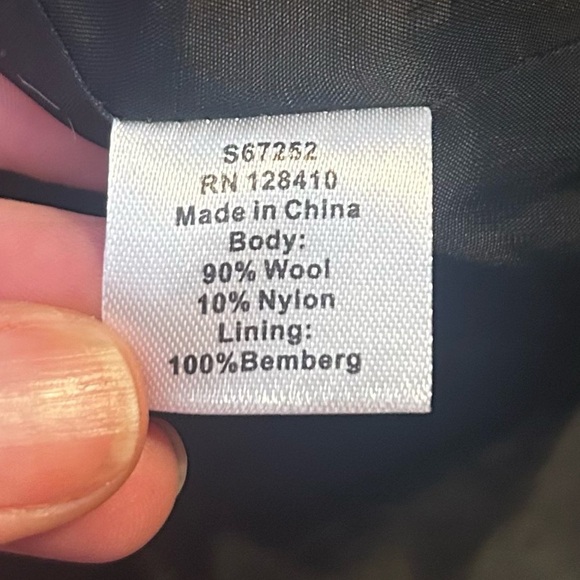 S67252
RN 128410
Made in China
Body:
90% Wool
10% Nylon
Lining:
100%Bemberg